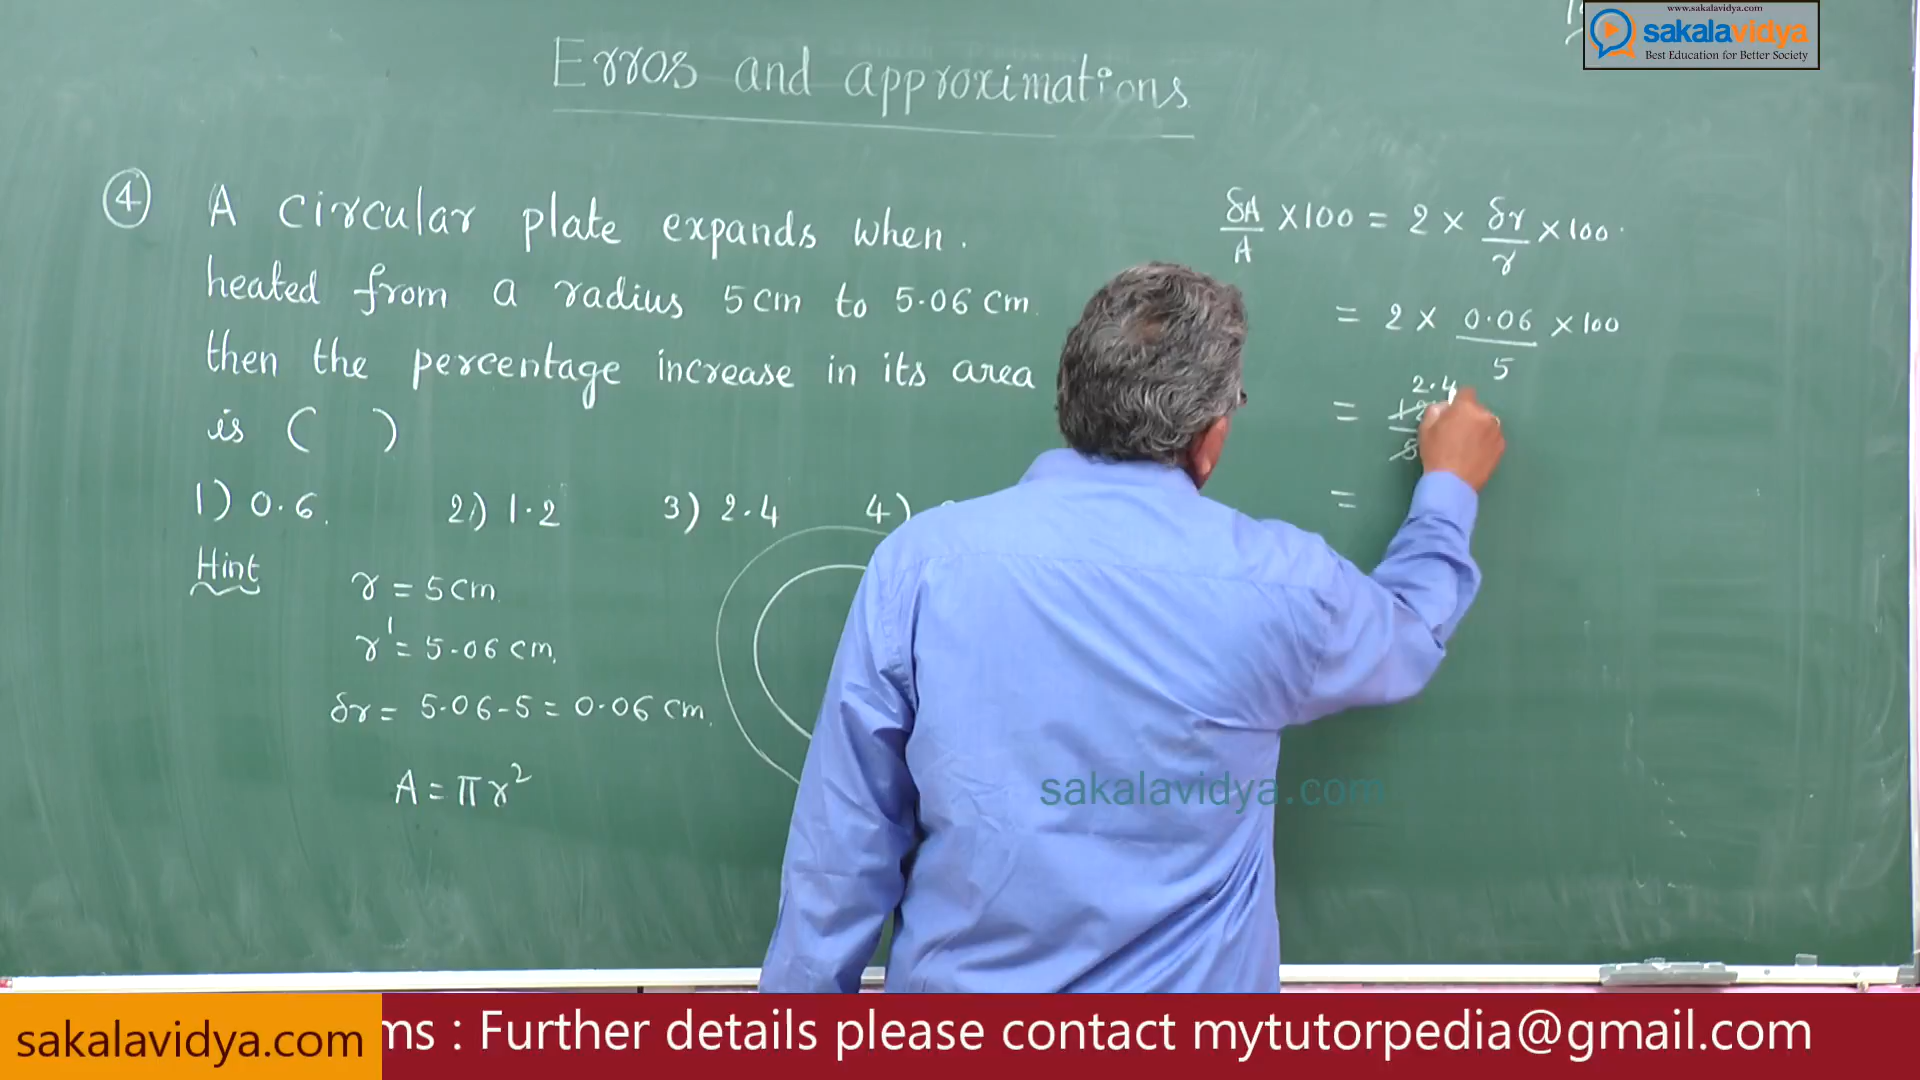 www.sakalavidya.com
sakalavidya
Best Education for Better Society
Erros and approximations
④ A circular plate expands when.
heated from a radius 5cm to 5.06 cm.
then the percentage increase in its area
is ( )
1) 0.6. 2) 1.2 3) 2.4 4)
Hint
r = 5cm.
r' = 5.06 cm.
δr = 5.06-5 = 0.06 cm.
A = πr²
δA/A ×100 = 2 × δr/r ×100.
= 2 × 0.06/5 ×100
2.4
=
5
=
sakalavidya.com
sakalavidya.com
ms : Further details please contact mytutorpedia@gmail.com